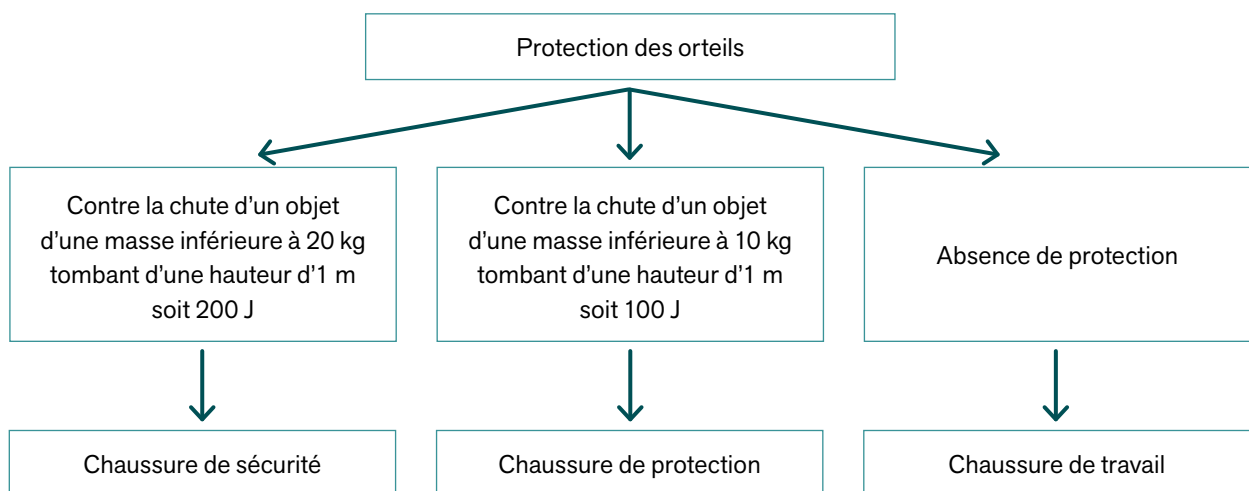 Protection des orteils
Contre la chute d’un objet
d’une masse inférieure à 20 kg
tombant d’une hauteur d’1 m
soit 200 J
Contre la chute d’un objet
d’une masse inférieure à 10 kg
tombant d’une hauteur d’1 m
soit 100 J
Absence de protection
Chaussure de sécurité
Chaussure de protection
Chaussure de travail